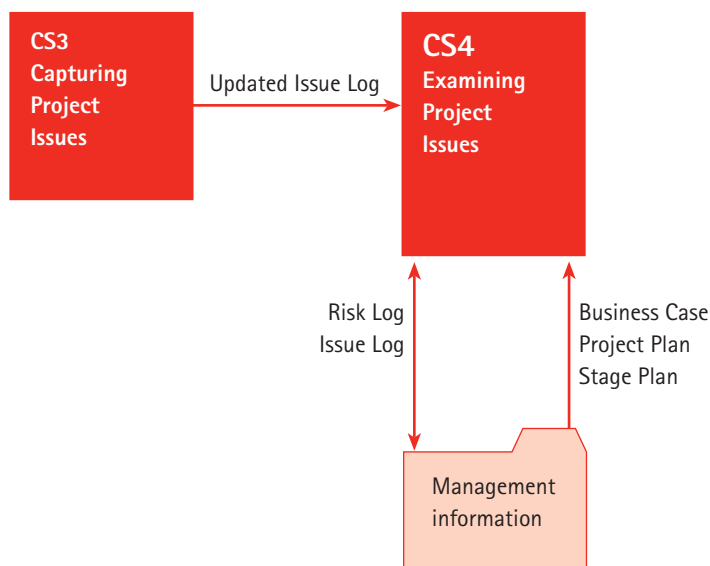 CS3
Capturing
Project
Issues
Updated Issue Log
CS4
Examining
Project
Issues
Risk Log
Issue Log
Business Case
Project Plan
Stage Plan
Management
information